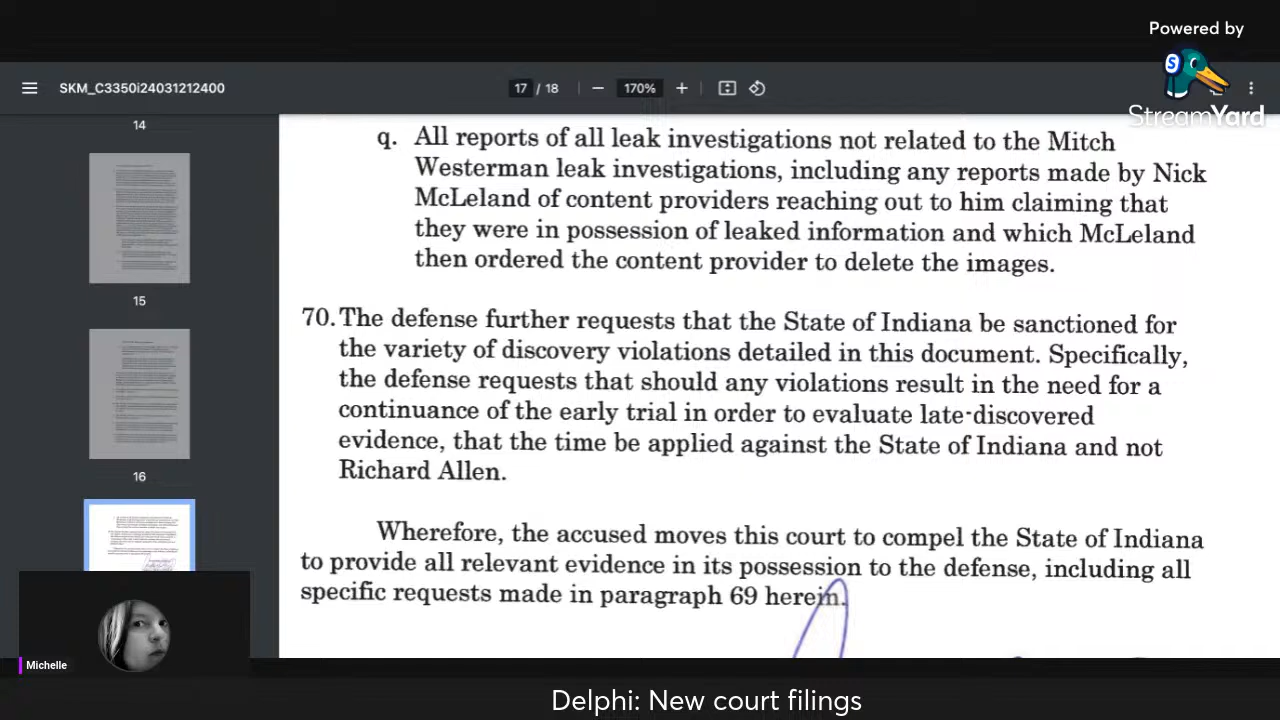 Powered by
StreamYard
SKM_C3350i24031212400
17 / 18
170%
14
15
16
q. All reports of all leak investigations not related to the Mitch
Westerman leak investigations, including any reports made by Nick
McLeland of content providers reaching out to him claiming that
they were in possession of leaked information and which McLeland
then ordered the content provider to delete the images.
70. The defense further requests that the State of Indiana be sanctioned for
the variety of discovery violations detailed in this document. Specifically,
the defense requests that should any violations result in the need for a
continuance of the early trial in order to evaluate late-discovered
evidence, that the time be applied against the State of Indiana and not
Richard Allen.
Wherefore, the accused moves this court to compel the State of Indiana
to provide all relevant evidence in its possession to the defense, including all
specific requests made in paragraph 69 herein.
Michelle
Delphi: New court filings